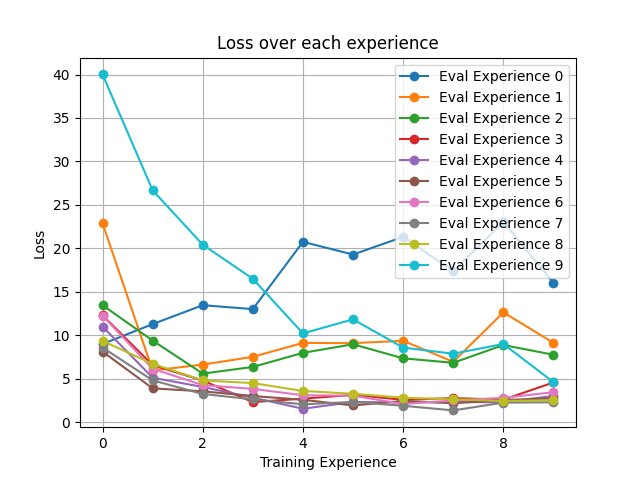 Loss over each experience
40
35
30
25
20
15
10
5
0
Loss
0
2
4
6
8
Training Experience
Eval Experience 0
Eval Experience 1
Eval Experience 2
Eval Experience 3
Eval Experience 4
Eval Experience 5
Eval Experience 6
Eval Experience 7
Eval Experience 8
Eval Experience 9